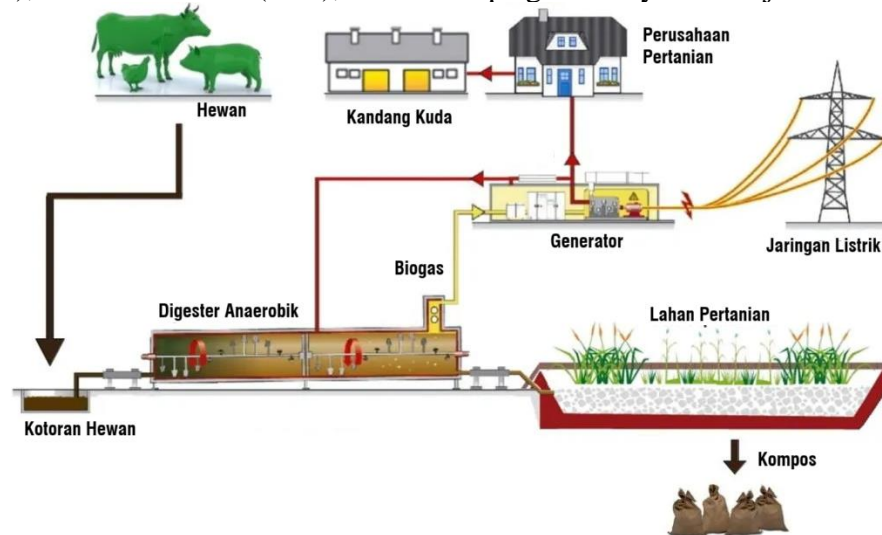 Perusahaan
Pertanian
Hewan
Kandang Kuda
Generator
Jaringan Listrik
Biogas
Digester Anaerobik
Lahan Pertanian
Kotoran Hewan
Kompos